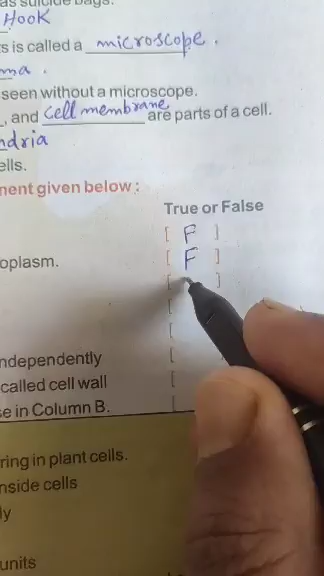 as suicide bags.
Hook
ts is called a microscope.
ma.
seen without a microscope.
, and cell membrane are parts of a cell.
ndria
ells.
ment given below :
True or False
[ F ]
oplasm. [ F ]
[ ]
[
[
ndependently [
called cell wall [
se in Column B. [
ring in plant cells.
nside cells
ly
units